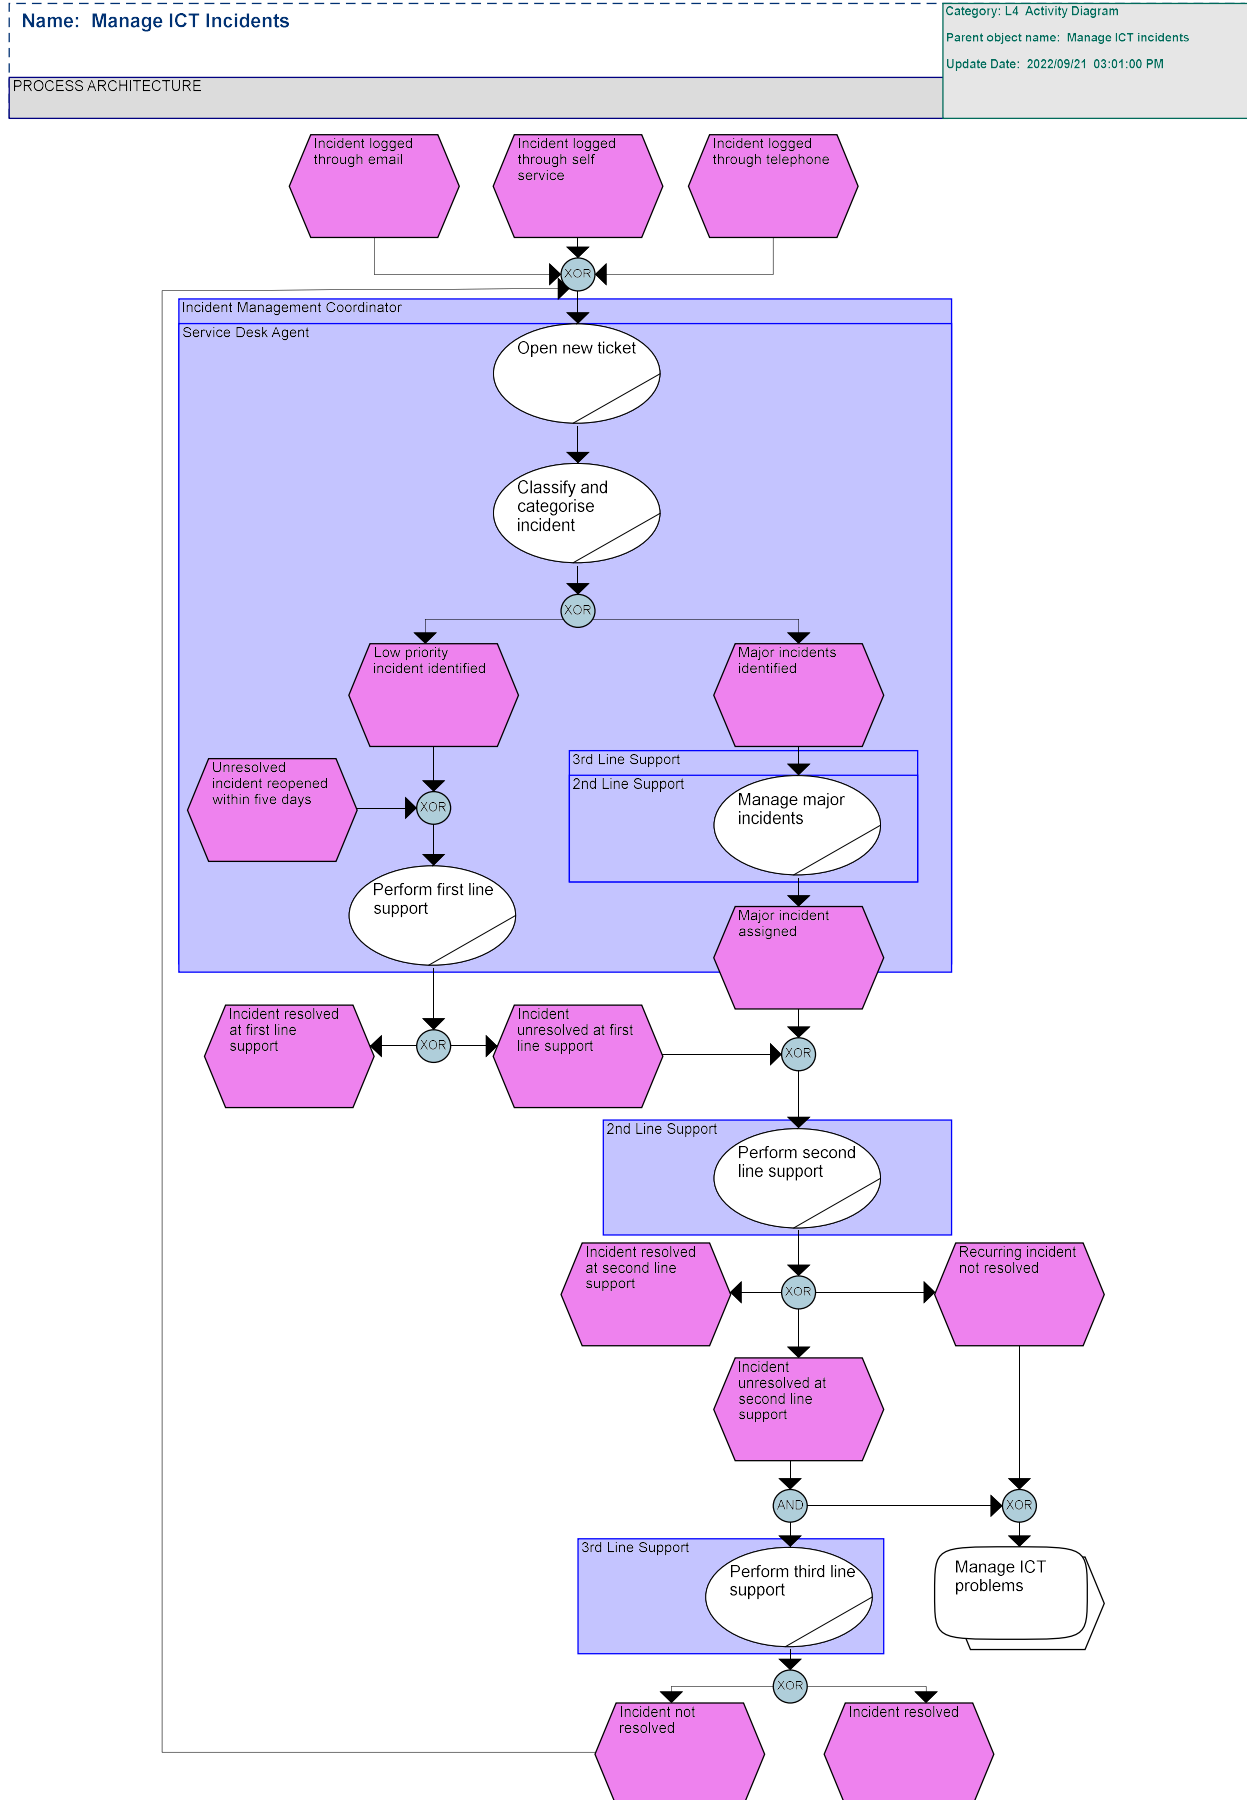 Name:  Manage ICT Incidents
Category: L4  Activity Diagram
Parent object name:  Manage ICT incidents
Update Date:  2022/09/21  03:01:00 PM
PROCESS ARCHITECTURE
Incident logged
through email
Incident logged
through self
service
Incident logged
through telephone
XOR
Incident Management Coordinator
Service Desk Agent
Open new ticket
Classify and
categorise
incident
XOR
Low priority
incident identified
Major incidents
identified
3rd Line Support
2nd Line Support
Manage major
incidents
Unresolved
incident reopened
within five days
XOR
Perform first line
support
Major incident
assigned
Incident resolved
at first line
support
XOR
Incident
unresolved at first
line support
XOR
2nd Line Support
Perform second
line support
Incident resolved
at second line
support
XOR
Recurring incident
not resolved
Incident
unresolved at
second line
support
AND
XOR
3rd Line Support
Perform third line
support
Manage ICT
problems
XOR
Incident not
resolved
Incident resolved